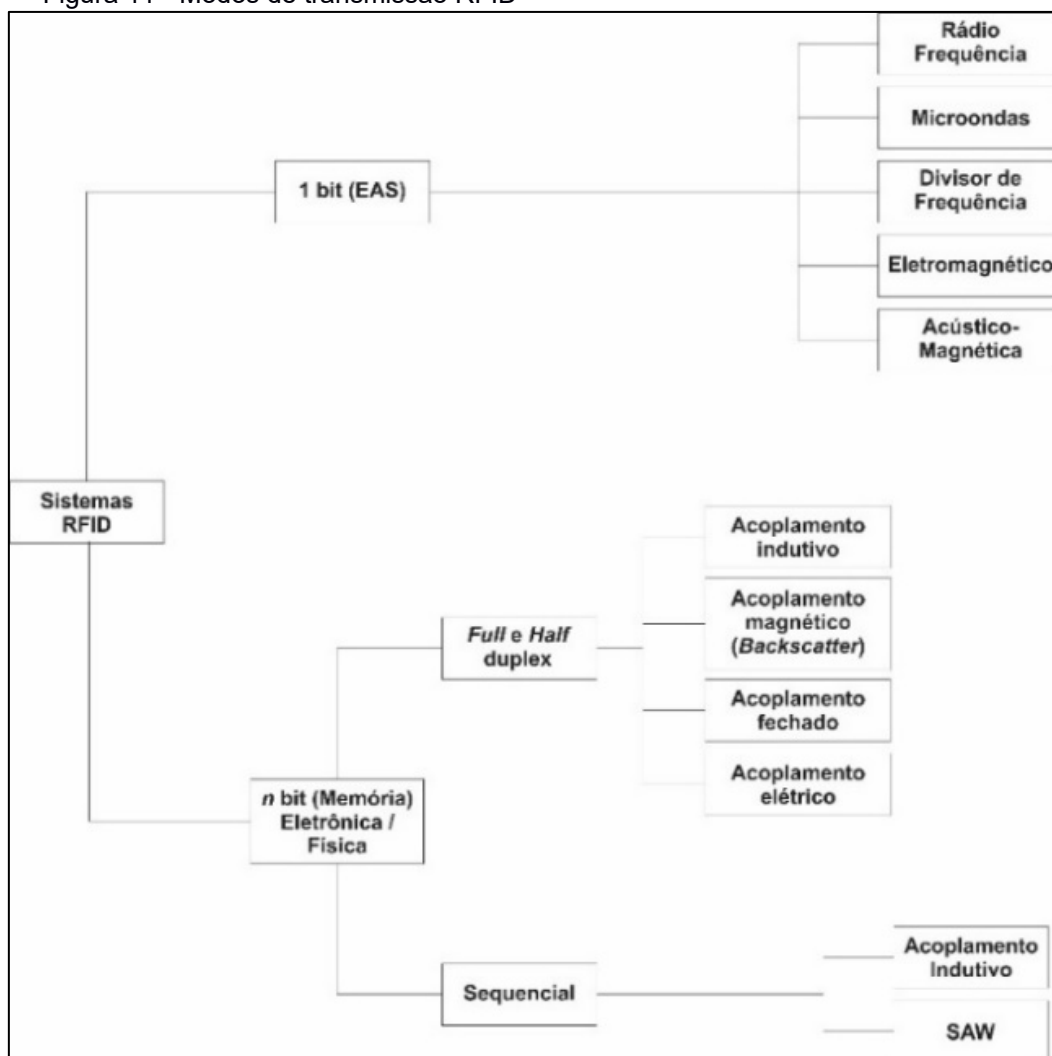 Modos de transmissão RFID
Rádio
Frequência
Microondas
1 bit (EAS)
Divisor de
Frequência
Eletromagnético
Acústico-
Magnética
Sistemas
RFID
Acoplamento
indutivo
Acoplamento
magnético
(Backscatter)
Full e Half
duplex
Acoplamento
fechado
Acoplamento
elétrico
n bit (Memória)
Eletrônica /
Física
Acoplamento
Indutivo
Sequencial
SAW